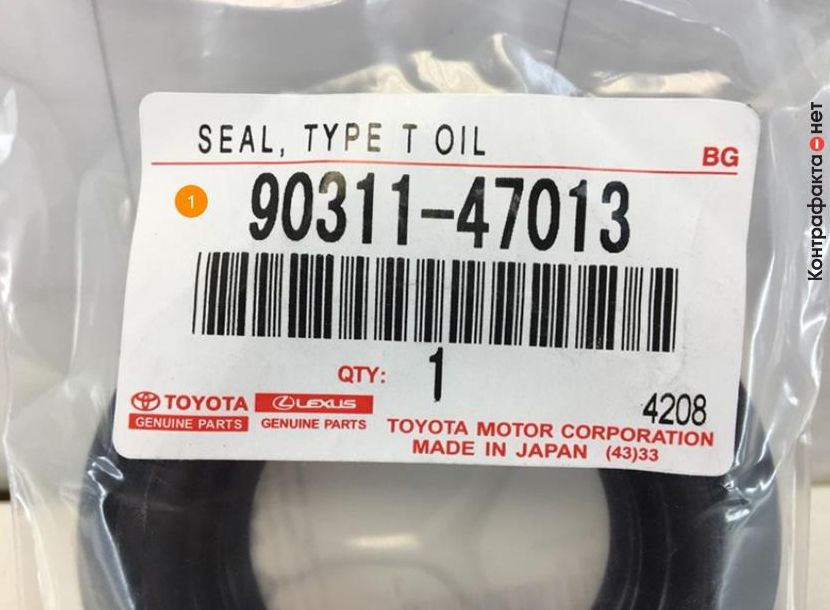 SEAL, TYPE T OIL
BG
1
90311-47013
QTY: 1
4208
TOYOTA
GENUINE PARTS
LEXUS
GENUINE PARTS
TOYOTA MOTOR CORPORATION
MADE IN JAPAN (43)33
Контрафакта нет